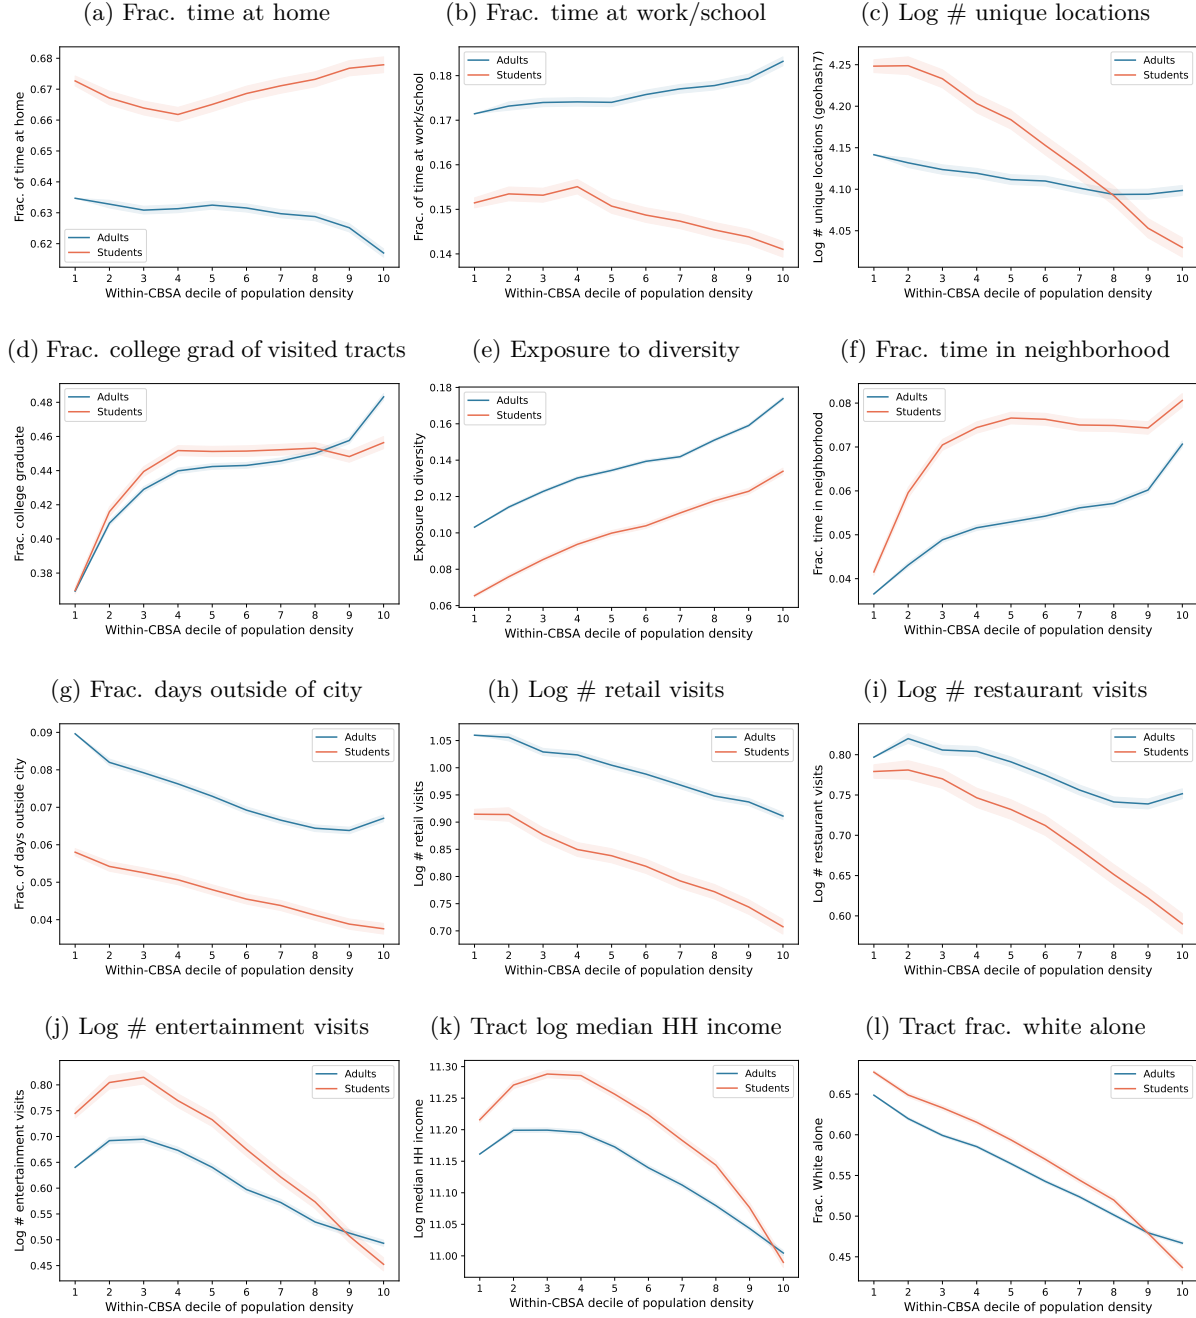 (a) Frac. time at home
Frac. of time at home
0.68
0.67
0.66
0.65
0.64
0.63
0.62
Adults
Students
1 2 3 4 5 6 7 8 9 10
Within-CBSA decile of population density
(b) Frac. time at work/school
Frac. of time at work/school
0.18
0.17
0.16
0.15
0.14
Adults
Students
1 2 3 4 5 6 7 8 9 10
Within-CBSA decile of population density
(c) Log # unique locations
Log # unique locations (geohash7)
4.25
4.20
4.15
4.10
4.05
Adults
Students
1 2 3 4 5 6 7 8 9 10
Within-CBSA decile of population density
(d) Frac. college grad of visited tracts
Frac. college graduate
0.48
0.46
0.44
0.42
0.40
0.38
Adults
Students
1 2 3 4 5 6 7 8 9 10
Within-CBSA decile of population density
(e) Exposure to diversity
Exposure to diversity
0.18
0.16
0.14
0.12
0.10
0.08
0.06
Adults
Students
1 2 3 4 5 6 7 8 9 10
Within-CBSA decile of population density
(f) Frac. time in neighborhood
Frac. time in neighborhood
0.08
0.07
0.06
0.05
0.04
Adults
Students
1 2 3 4 5 6 7 8 9 10
Within-CBSA decile of population density
(g) Frac. days outside of city
Frac. of days outside city
0.09
0.08
0.07
0.06
0.05
0.04
Adults
Students
1 2 3 4 5 6 7 8 9 10
Within-CBSA decile of population density
(h) Log # retail visits
Log # retail visits
1.05
1.00
0.95
0.90
0.85
0.80
0.75
0.70
Adults
Students
1 2 3 4 5 6 7 8 9 10
Within-CBSA decile of population density
(i) Log # restaurant visits
Log # restaurant visits
0.80
0.75
0.70
0.65
0.60
Adults
Students
1 2 3 4 5 6 7 8 9 10
Within-CBSA decile of population density
(j) Log # entertainment visits
Log # entertainment visits
0.80
0.75
0.70
0.65
0.60
0.55
0.50
0.45
Adults
Students
1 2 3 4 5 6 7 8 9 10
Within-CBSA decile of population density
(k) Tract log median HH income
Log median HH income
11.30
11.25
11.20
11.15
11.10
11.05
11.00
Adults
Students
1 2 3 4 5 6 7 8 9 10
Within-CBSA decile of population density
(l) Tract frac. white alone
Frac. White alone
0.65
0.60
0.55
0.50
0.45
Adults
Students
1 2 3 4 5 6 7 8 9 10
Within-CBSA decile of population density